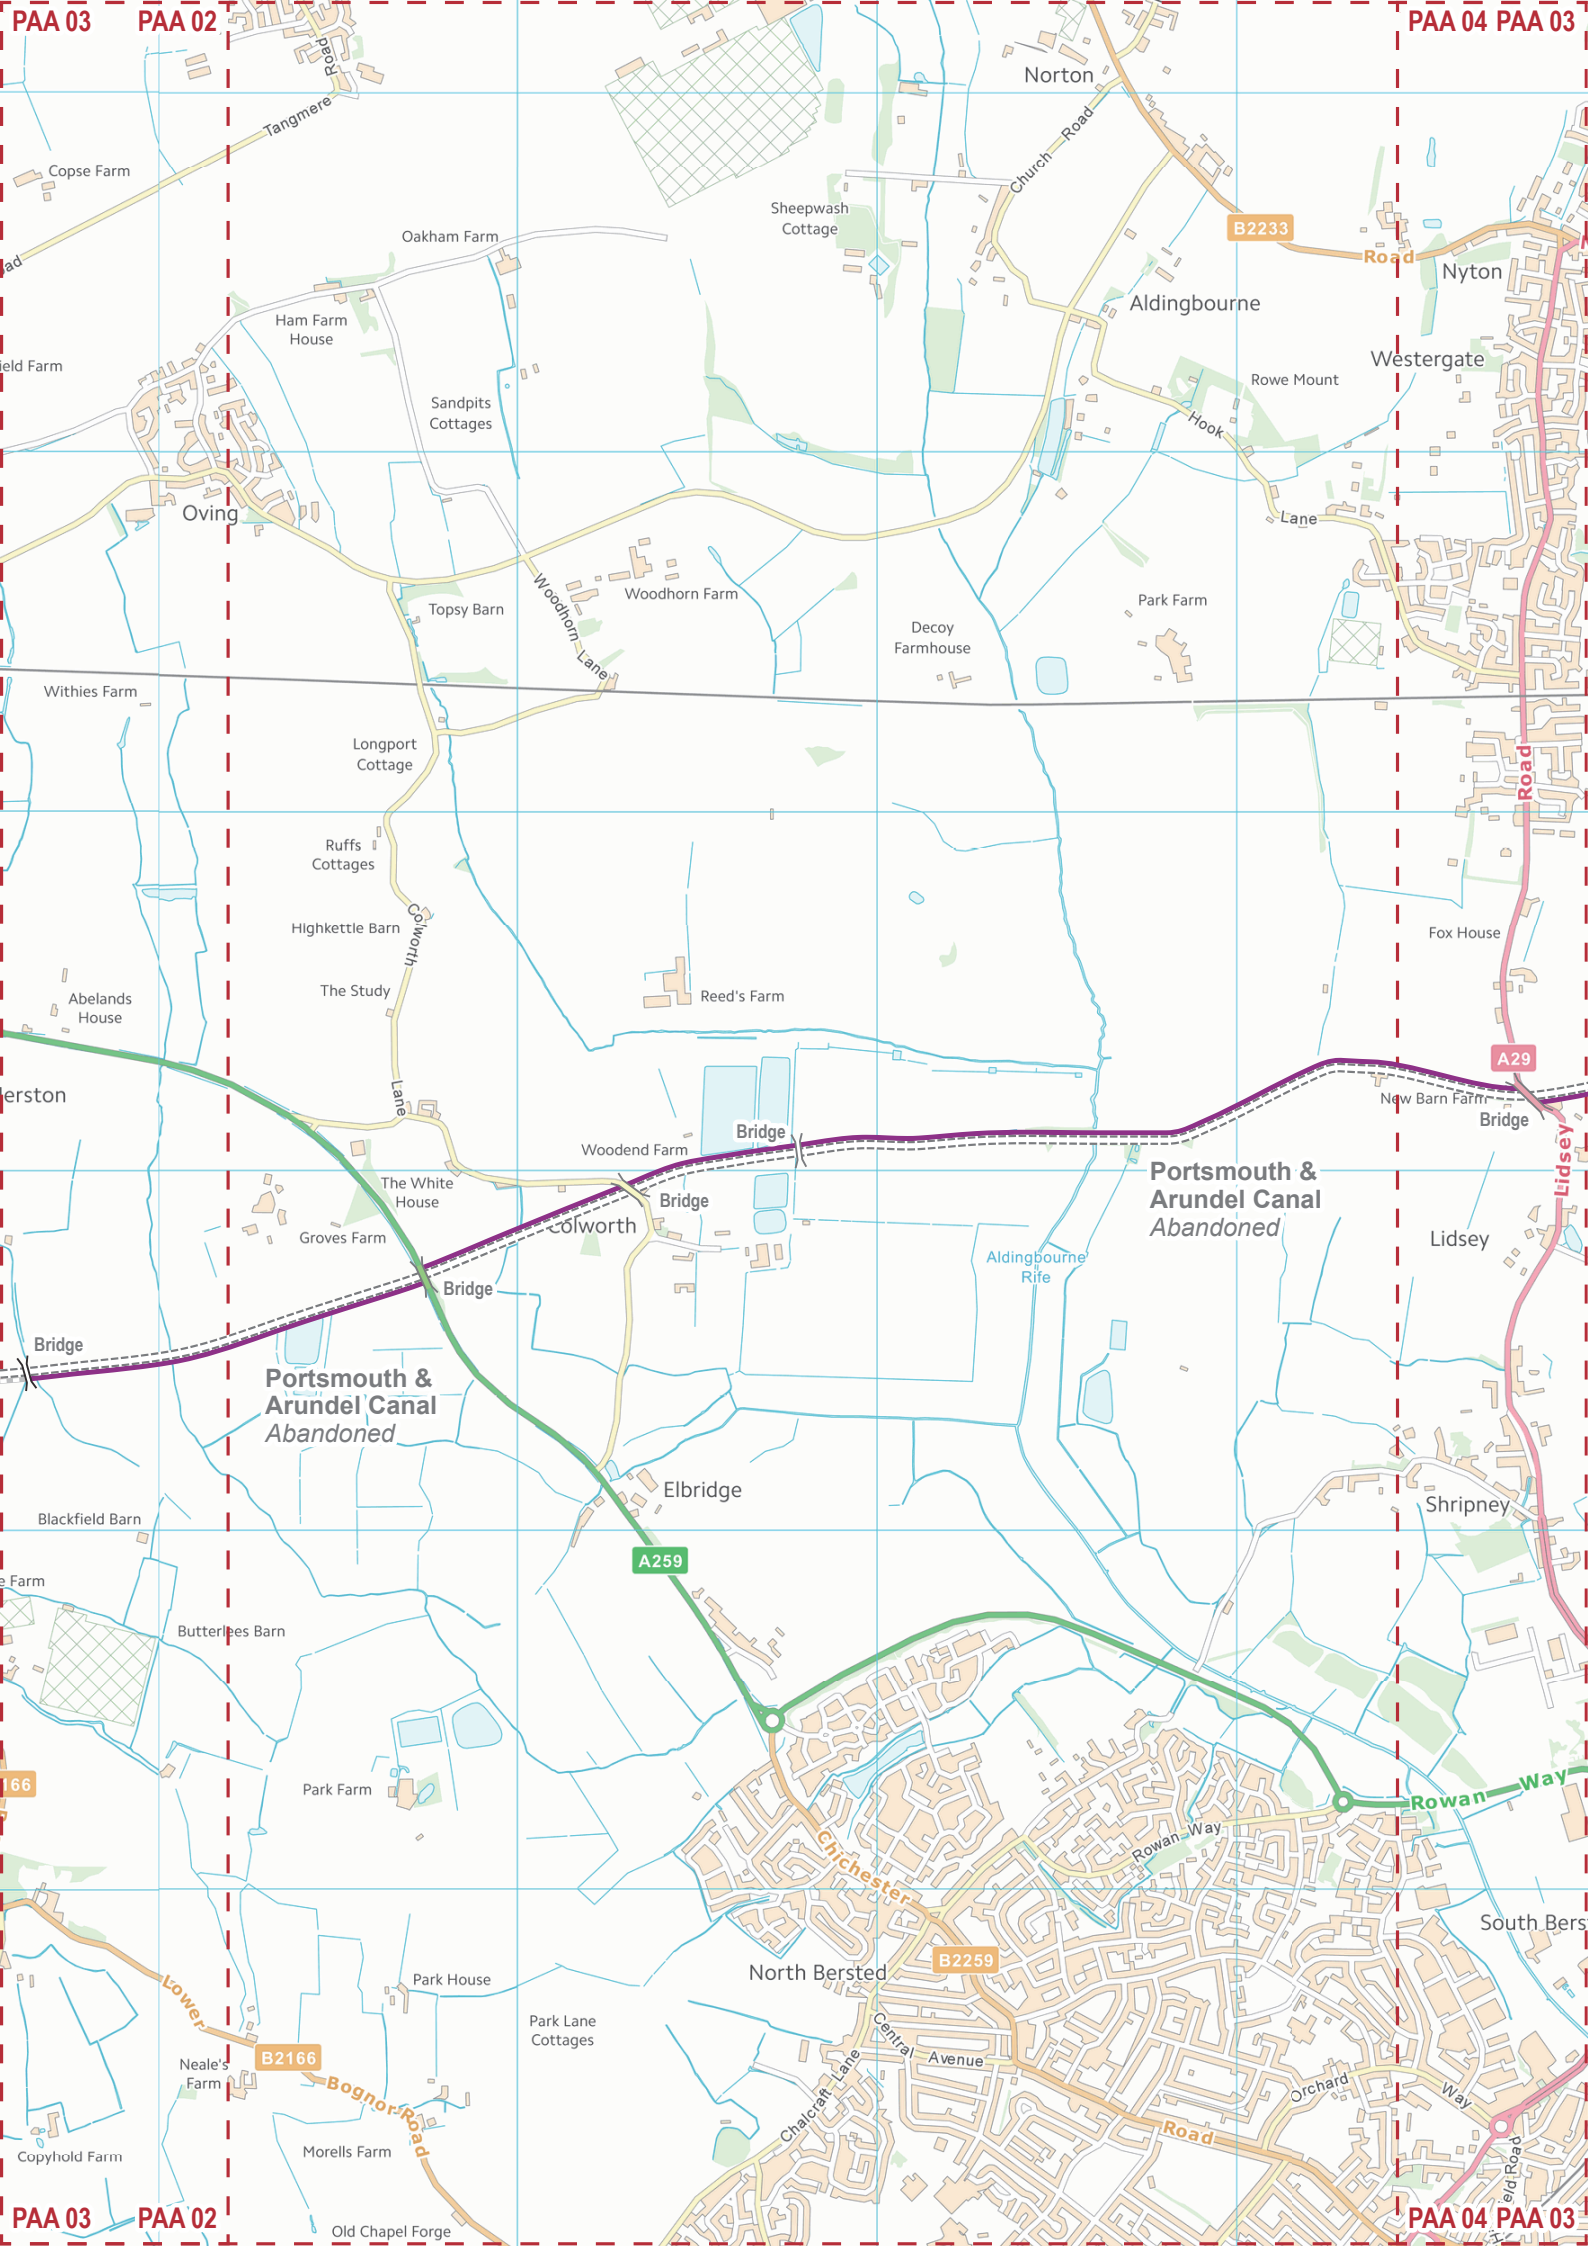 PAA 03
PAA 02
PAA 04
PAA 03
Road
Tangmere
Norton
Church Road
Copse Farm
Sheepwash
Cottage
B2233
Road
Oakham Farm
Nyton
Aldingbourne
Ham Farm
House
Westergate
ield Farm
Rowe Mount
Sandpits
Cottages
Hook
Oving
Lane
Woodhorn
Woodhorn Farm
Topsy Barn
Park Farm
Decoy
Farmhouse
Lane
Withies Farm
Longport
Cottage
Road
Ruffs
Cottages
Colworth
Highkettle Barn
Fox House
The Study
Reed's Farm
Abelands
House
A29
erston
Lane
New Barn Farm
Bridge
Bridge
Woodend Farm
Lidsey
Portsmouth &
Arundel Canal
Abandoned
The White
House
Bridge
Colworth
Groves Farm
Lidsey
Aldingbourne
Rife
Bridge
Bridge
Portsmouth &
Arundel Canal
Abandoned
Elbridge
Shripney
Blackfield Barn
A259
e Farm
Butterlees Barn
166
Park Farm
Rowan Way
Rowan Way
Chichester
South Bers
B2259
North Bersted
Park House
Lower
Park Lane
Cottages
Central Avenue
B2166
Neale's
Farm
Bognor Road
Chalcraft Lane
Orchard Way
Road
Morells Farm
Copyhold Farm
eld Road
Old Chapel Forge
PAA 03
PAA 02
PAA 04
PAA 03